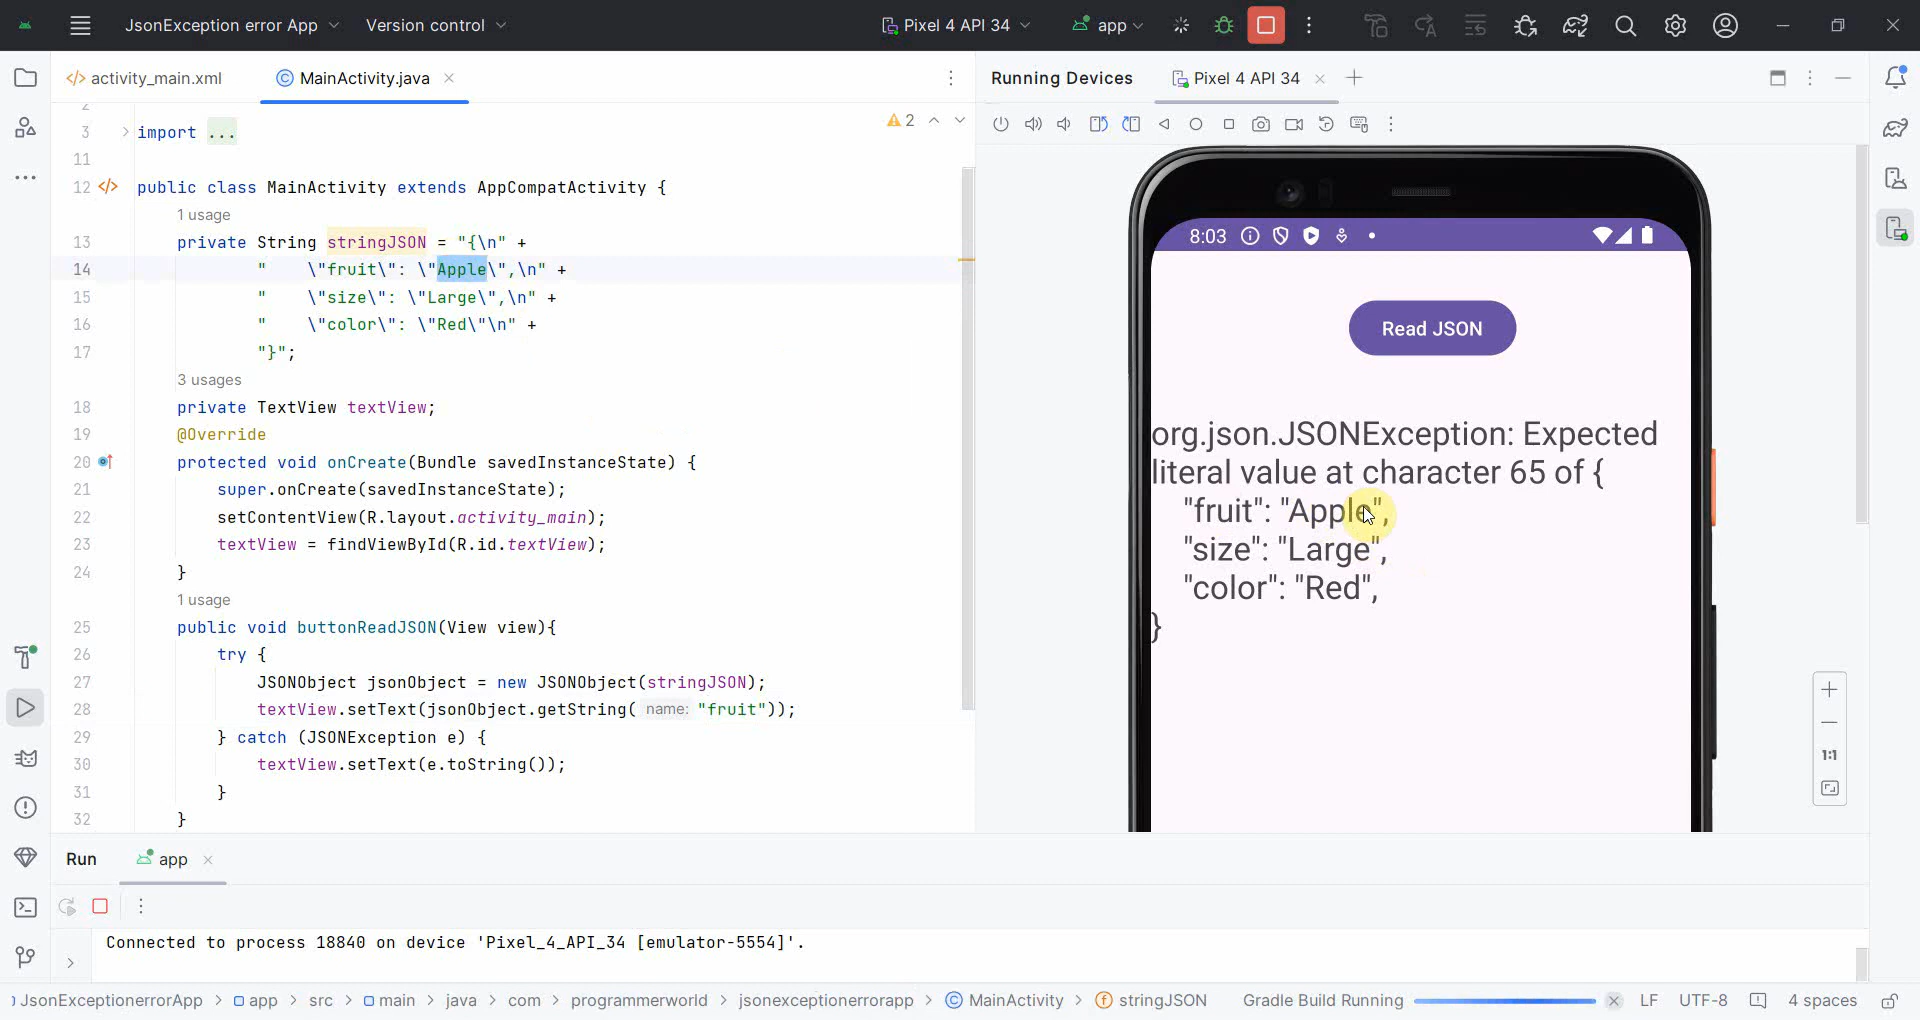 JsonException error App
Version control
Pixel 4 API 34
app
activity_main.xml
MainActivity.java
Running Devices
Pixel 4 API 34
2
2
3 import ...
11
12 public class MainActivity extends AppCompatActivity {
1 usage
13 private String stringJSON = "{\n" +
14 "    \"fruit\": \"Apple\",\n" +
15 "    \"size\": \"Large\",\n" +
16 "    \"color\": \"Red\"\n" +
17 "}";
3 usages
18 private TextView textView;
19 @Override
20 protected void onCreate(Bundle savedInstanceState) {
21 super.onCreate(savedInstanceState);
22 setContentView(R.layout.activity_main);
23 textView = findViewById(R.id.textView);
24 }
1 usage
25 public void buttonReadJSON(View view){
26 try {
27 JSONObject jsonObject = new JSONObject(stringJSON);
28 textView.setText(jsonObject.getString( name: "fruit"));
29 } catch (JSONException e) {
30 textView.setText(e.toString());
31 }
32 }
8:03
Read JSON
org.json.JSONException: Expected
literal value at character 65 of {
"fruit": "Apple",
"size": "Large",
"color": "Red",
}
1:1
Run
app
Connected to process 18840 on device 'Pixel_4_API_34 [emulator-5554]'.
JsonExceptionerrorApp > app > src > main > java > com > programmerworld > jsonexceptionerrorapp > MainActivity > stringJSON
Gradle Build Running
LF
UTF-8
4 spaces